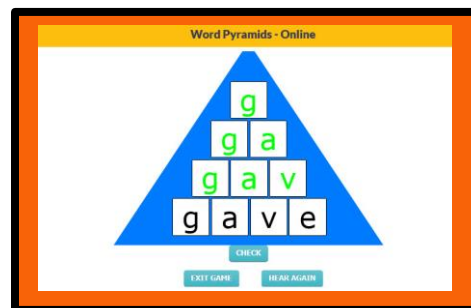 Word Pyramids - Online
g
g a
g a v
g a v e
CHECK
EXIT GAME HEAR AGAIN